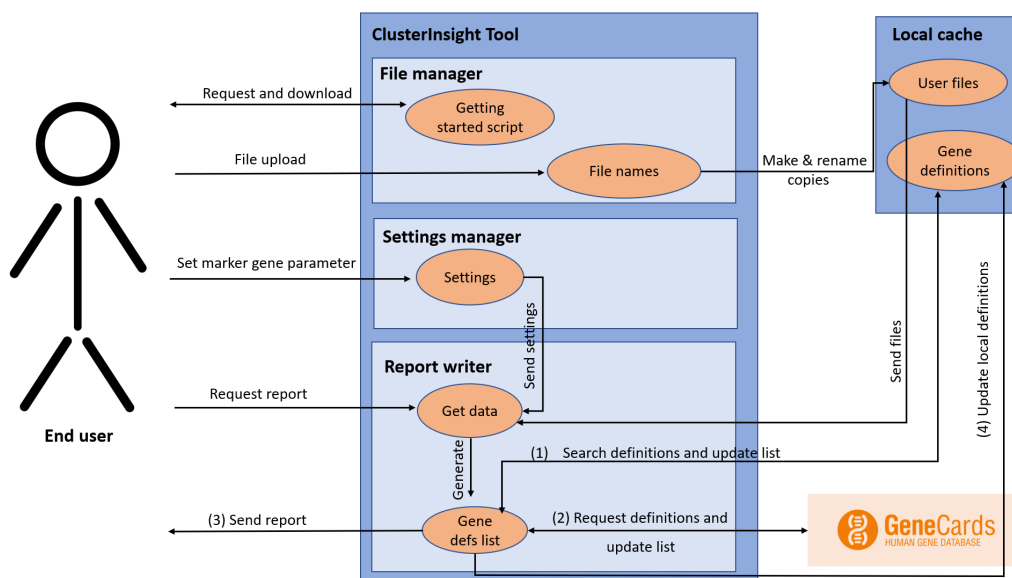 ClusterInsight Tool
Local cache
File manager
Request and download
Getting
started script
User files
File upload
File names
Make & rename
copies
Gene
definitions
Settings manager
Set marker gene parameter
Settings
Send settings
Send files
(4) Update local definitions
Report writer
Request report
Get data
End user
Generate
(1) Search definitions and update list
(3) Send report
Gene
defs list
(2) Request definitions and
update list
GeneCards
HUMAN GENE DATABASE